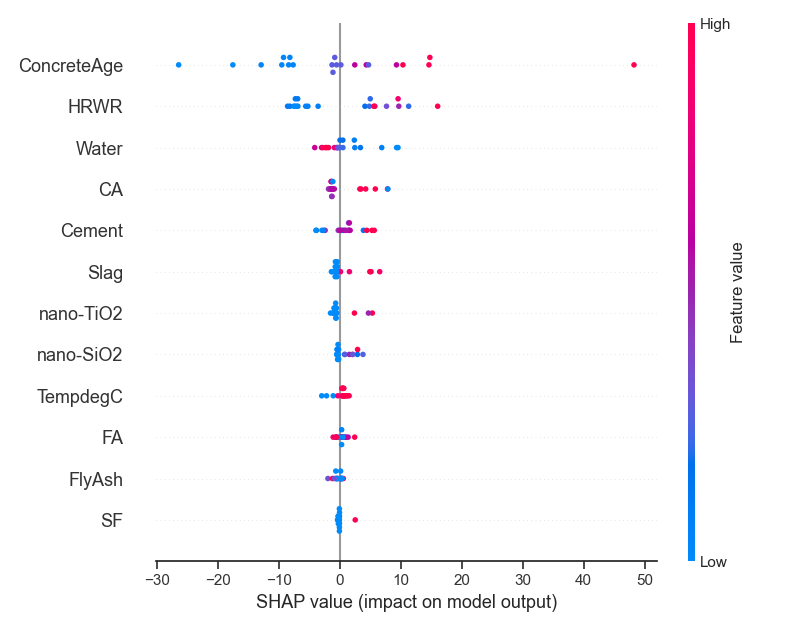 High
ConcreteAge
HRWR
Water
CA
Cement
Slag
nano-TiO2
nano-SiO2
TempdegC
FA
FlyAsh
SF
Feature value
Low
−30 −20 −10 0 10 20 30 40 50
SHAP value (impact on model output)